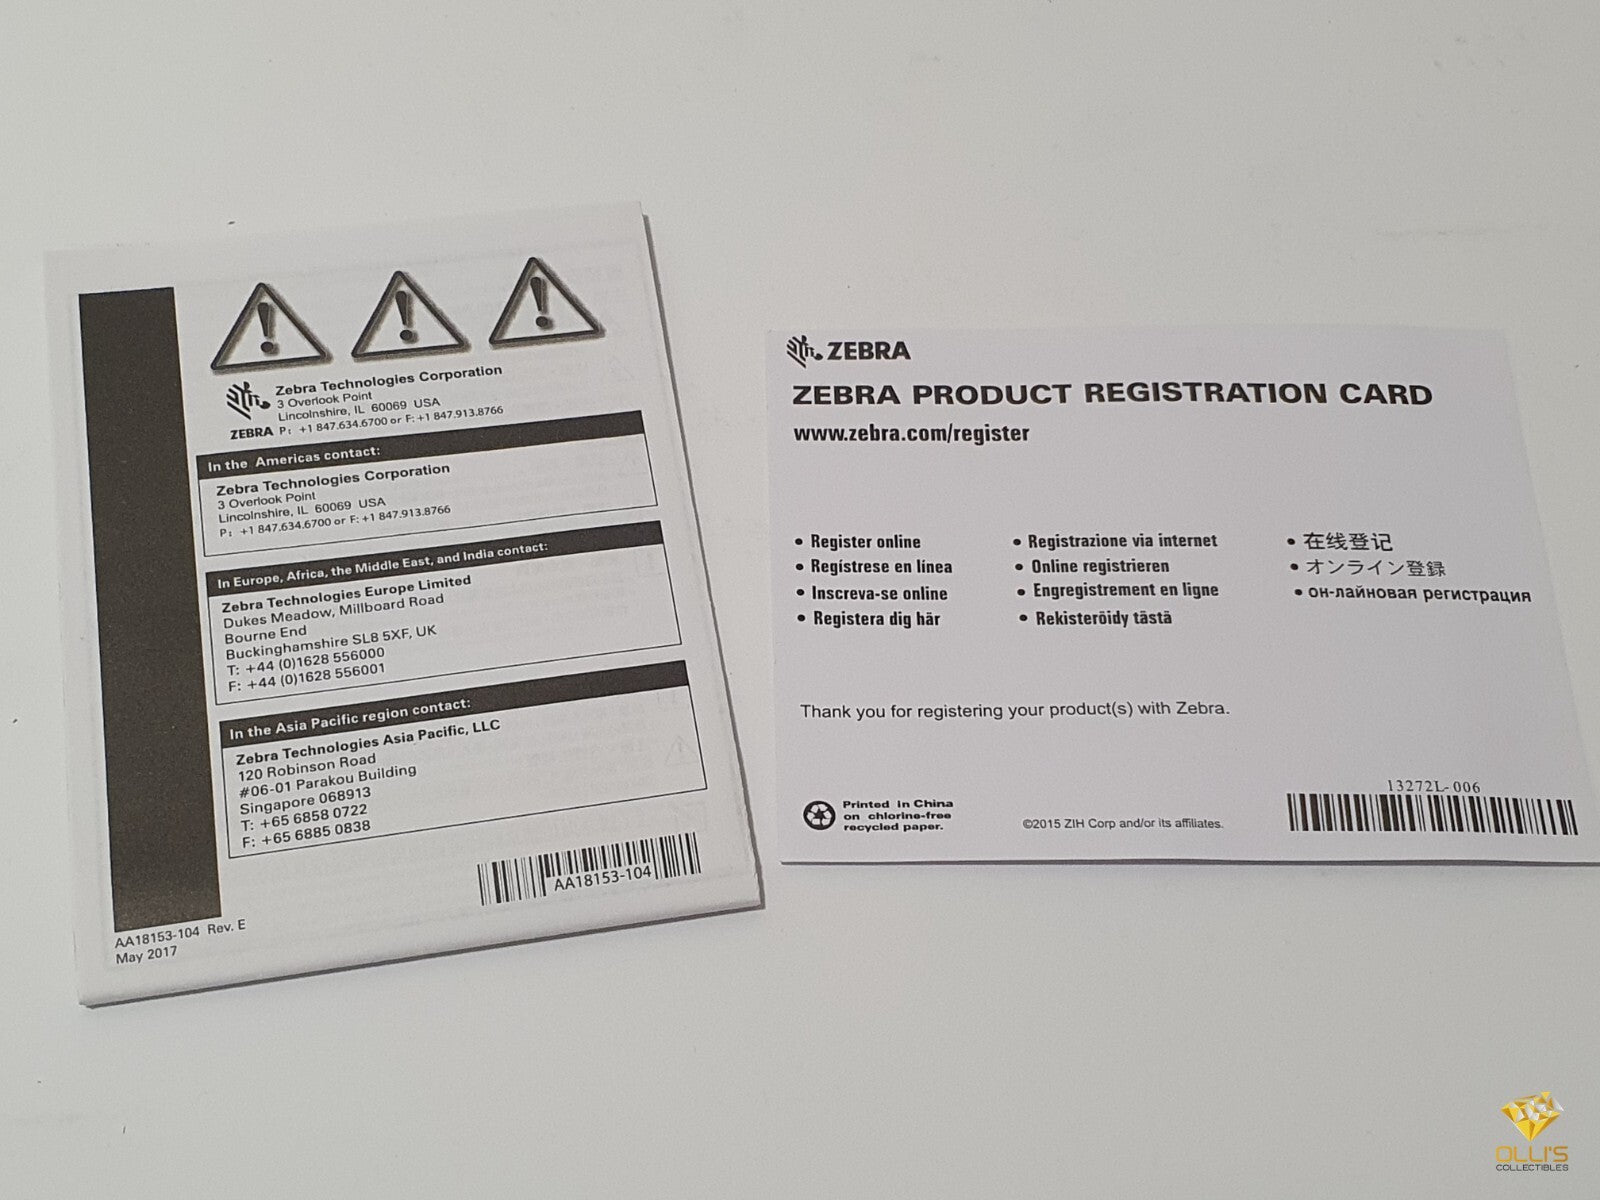 Zebra Technologies Corporation
3 Overlook Point
Lincolnshire, IL 60069 USA
ZEBRA P: +1 847.634.6700 or F: +1 847.913.8766
In the Americas contact:
Zebra Technologies Corporation
3 Overlook Point
Lincolnshire, IL 60069 USA
P: +1 847.634.6700 or F: +1 847.913.8766
In Europe, Africa, the Middle East, and India contact:
Zebra Technologies Europe Limited
Dukes Meadow, Millboard Road
Bourne End
Buckinghamshire SL8 5XF, UK
T: +44 (0)1628 556000
F: +44 (0)1628 556001
In the Asia Pacific region contact:
Zebra Technologies Asia Pacific, LLC
120 Robinson Road
#06-01 Parakou Building
Singapore 068913
T: +65 6858 0722
F: +65 6885 0838
AA18153-104
AA18153-104 Rev. E
May 2017
ZEBRA
ZEBRA PRODUCT REGISTRATION CARD
www.zebra.com/register
• Register online
• Regístrese en línea
• Inscreva-se online
• Registera dig här
• Registrazione via internet
• Online registrieren
• Engregistrement en ligne
• Rekisteröidy tästä
• 在线登记
• オンライン登録
• он-лайновая регистрация
Thank you for registering your product(s) with Zebra.
Printed in China
on chlorine-free
recycled paper.
©2015 ZIH Corp and/or its affiliates.
13272L-006
OLLI'S
COLLECTIBLES